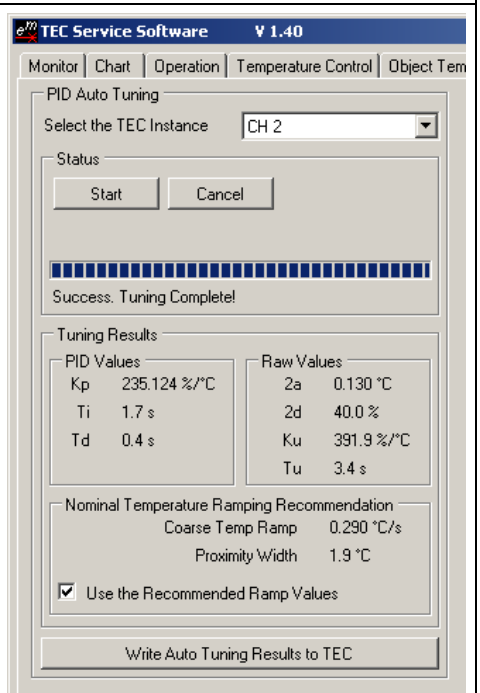 em TEC Service Software V 1.40
Monitor Chart Operation Temperature Control Object Tem
PID Auto Tuning
Select the TEC Instance CH 2
Status
Start Cancel
Success. Tuning Complete!
Tuning Results
PID Values
Kp 235.124 %/°C
Ti 1.7 s
Td 0.4 s
Raw Values
2a 0.130 °C
2d 40.0 %
Ku 391.9 %/°C
Tu 3.4 s
Nominal Temperature Ramping Recommendation
Coarse Temp Ramp 0.290 °C/s
Proximity Width 1.9 °C
Use the Recommended Ramp Values
Write Auto Tuning Results to TEC